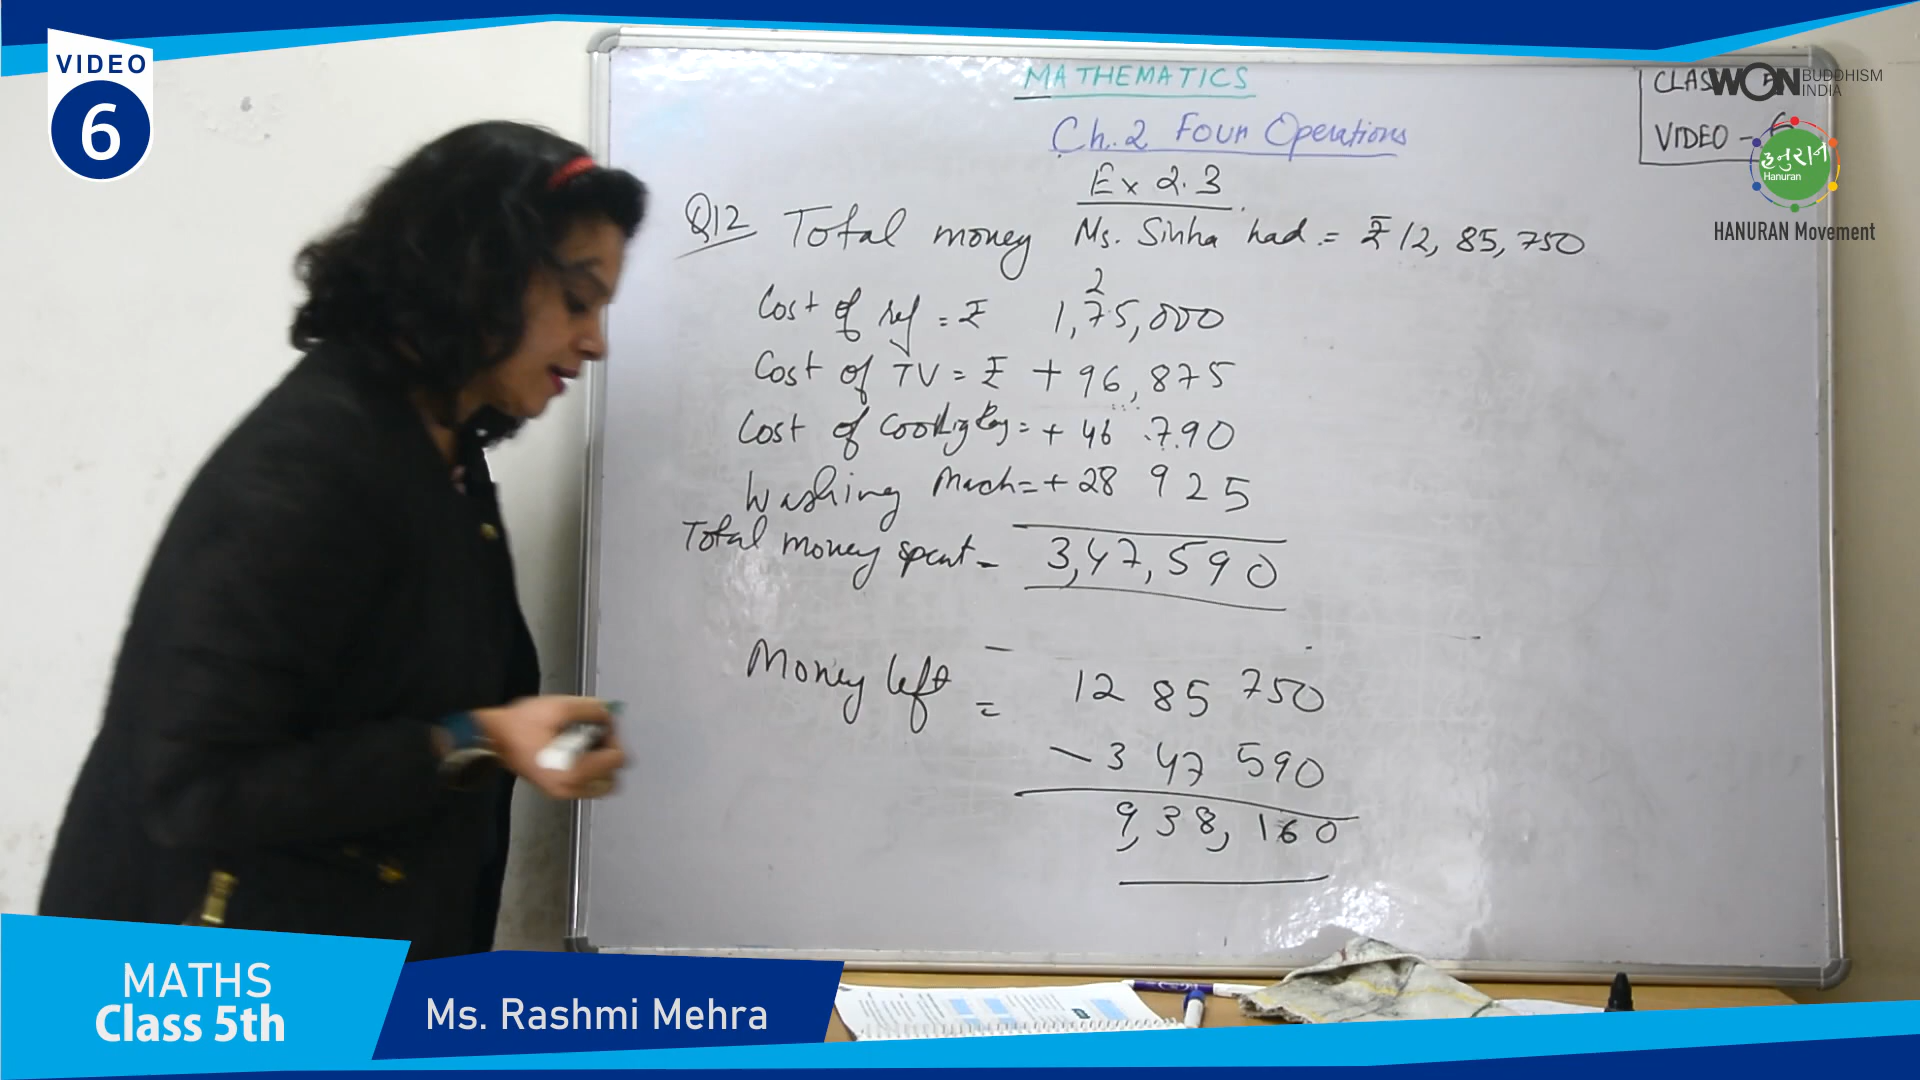 VIDEO
6
MATHEMATICS
Ch.2 Four Operations
Ex 2.3
CLASS
VIDEO - 6
WON BUDDHISM INDIA
हनुरान
Hanuran
HANURAN Movement
Q12 Total money Ms. Sinha had = ₹ 12, 85, 750
2
Cost of ref = ₹ 1,75,000
Cost of TV = ₹ + 96,875
Cost of = + 46 790
Washing Mach = + 28 925
Total money spent = 3,47,590
Money left = 12 85 750
- 3 47 590
9,38,160
MATHS
Class 5th
Ms. Rashmi Mehra